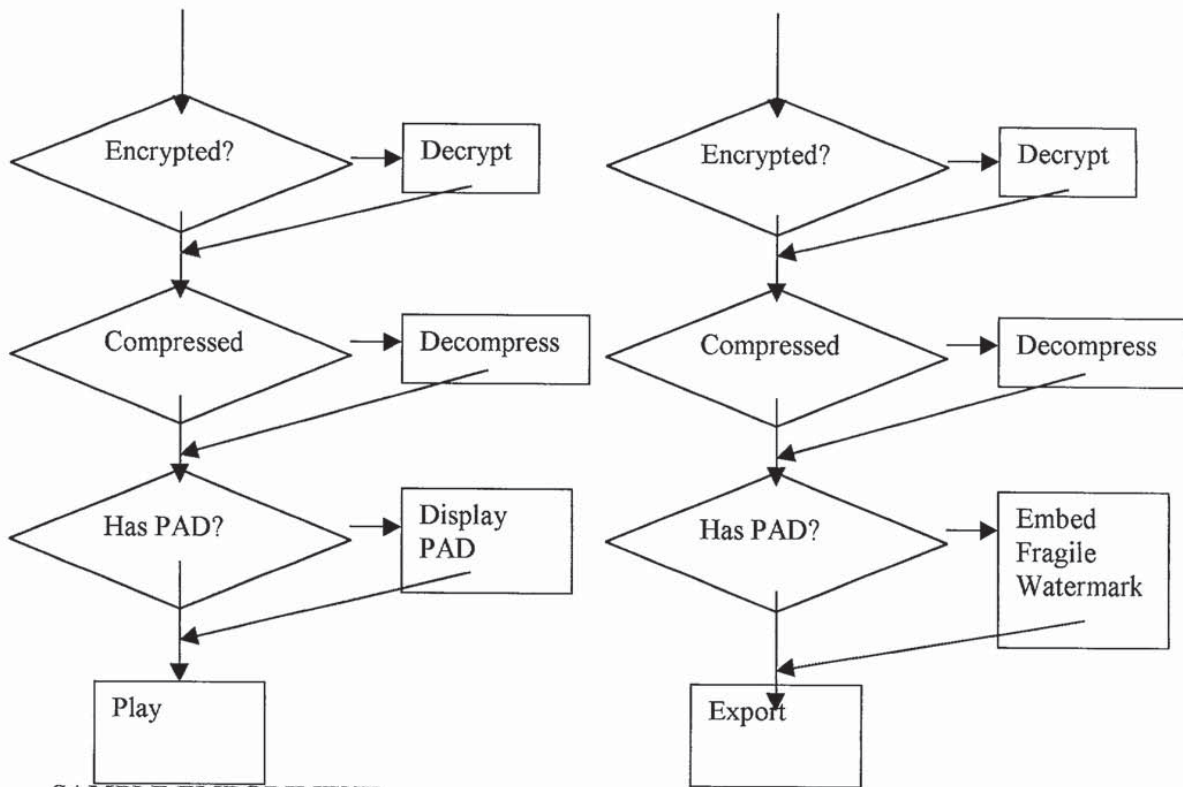 Encrypted?
Decrypt
Compressed
Decompress
Has PAD?
Display
PAD
Play
Encrypted?
Decrypt
Compressed
Decompress
Has PAD?
Embed
Fragile
Watermark
Export